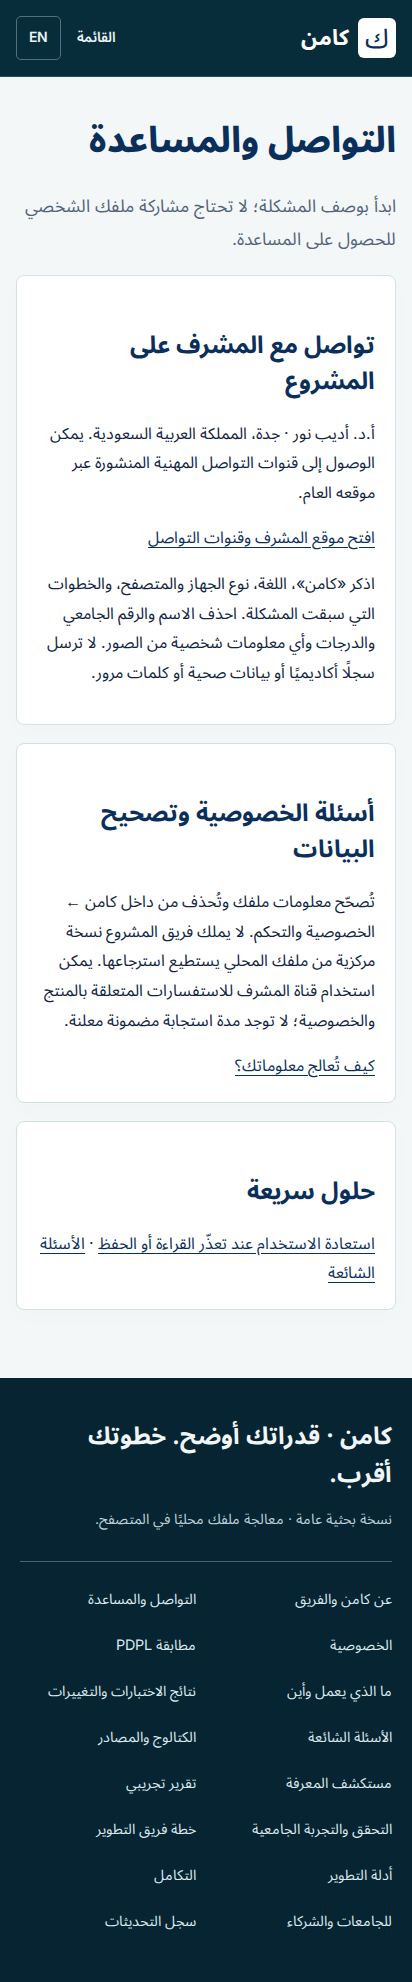 ك كامن
القائمة
EN
التواصل والمساعدة
ابدأ بوصف المشكلة؛ لا تحتاج مشاركة ملفك الشخصي
للحصول على المساعدة.
تواصل مع المشرف على
المشروع
أ.د. أديب نور · جدة، المملكة العربية السعودية. يمكن
الوصول إلى قنوات التواصل المهنية المنشورة عبر
موقعه العام.
افتح موقع المشرف وقنوات التواصل
اذكر «كامن»، اللغة، نوع الجهاز والمتصفح، والخطوات
التي سبقت المشكلة. احذف الاسم والرقم الجامعي
والدرجات وأي معلومات شخصية من الصور. لا ترسل
سجلًا أكاديميًا أو بيانات صحية أو كلمات مرور.
أسئلة الخصوصية وتصحيح
البيانات
تُصحّح معلومات ملفك وتُحذف من داخل كامن ←
الخصوصية والتحكم. لا يملك فريق المشروع نسخة
مركزية من ملفك المحلي يستطيع استرجاعها. يمكن
استخدام قناة المشرف للاستفسارات المتعلقة بالمنتج
والخصوصية؛ لا توجد مدة استجابة مضمونة معلنة.
كيف تُعالج معلوماتك؟
حلول سريعة
استعادة الاستخدام عند تعذّر القراءة أو الحفظ · الأسئلة
الشائعة
كامن · قدراتك أوضح. خطوتك
أقرب.
نسخة بحثية عامة · معالجة ملفك محليًا في المتصفح.
عن كامن والفريق
التواصل والمساعدة
الخصوصية
مطابقة PDPL
ما الذي يعمل وأين
نتائج الاختبارات والتغييرات
الأسئلة الشائعة
الكتالوج والمصادر
مستكشف المعرفة
تقرير تجريبي
التحقق والتجربة الجامعية
خطة فريق التطوير
أدلة التطوير
التكامل
للجامعات والشركاء
سجل التحديثات